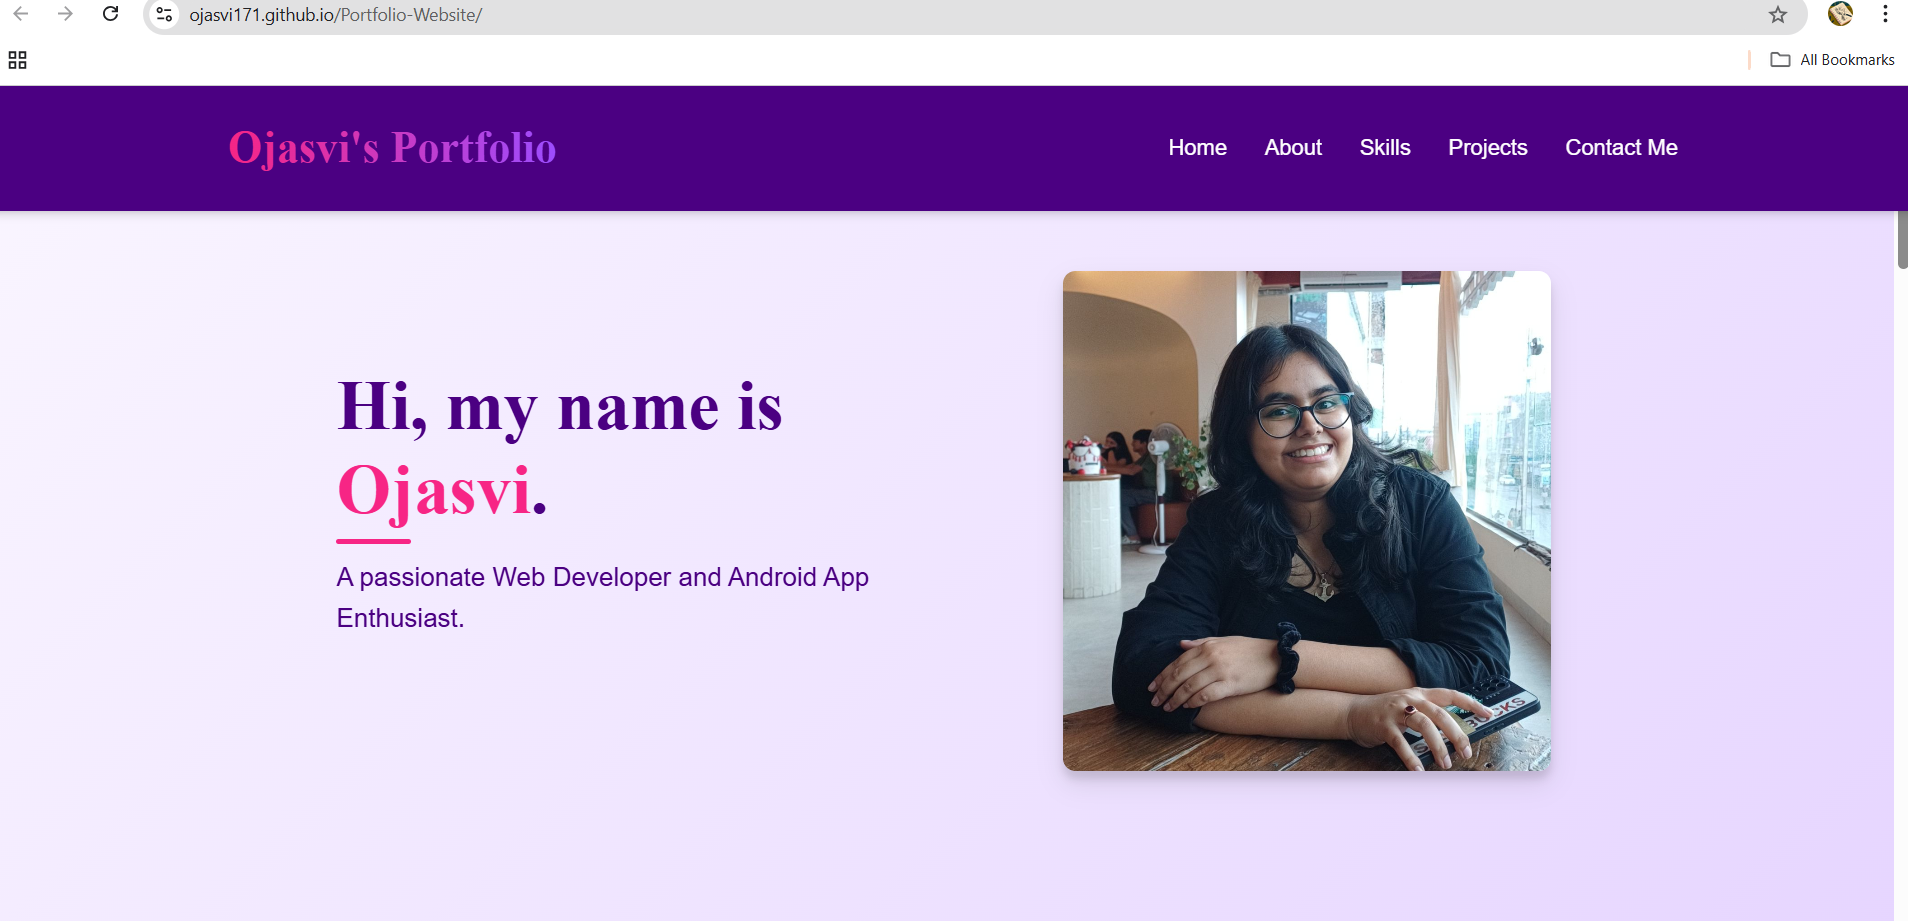 ojasvi171.github.io/Portfolio-Website/
All Bookmarks
Ojasvi's Portfolio
Home About Skills Projects Contact Me
Hi, my name is
Ojasvi.
A passionate Web Developer and Android App
Enthusiast.